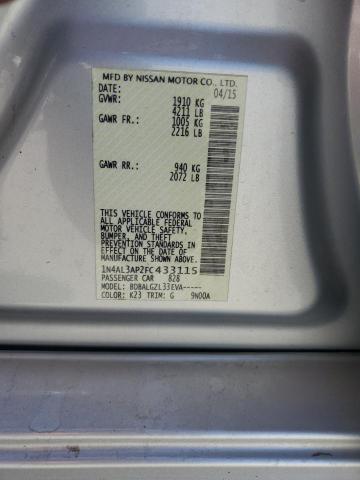 MFD BY NISSAN MOTOR CO., LTD.
DATE: 04/15
GVWR: 1910 KG
4211 LB
GAWR FR.: 1005 KG
2216 LB
GAWR RR.: 940 KG
2072 LB
THIS VEHICLE CONFORMS TO
ALL APPLICABLE FEDERAL
MOTOR VEHICLE SAFETY,
BUMPER, AND THEFT
PREVENTION STANDARDS IN
EFFECT ON THE DATE OF
MANUFACTURE SHOWN ABOVE.
1N4AL3AP2FC433115
PASSENGER CAR 828
MODEL: BDBALGZL33EVA-----
COLOR: K23 TRIM: G 9N00A